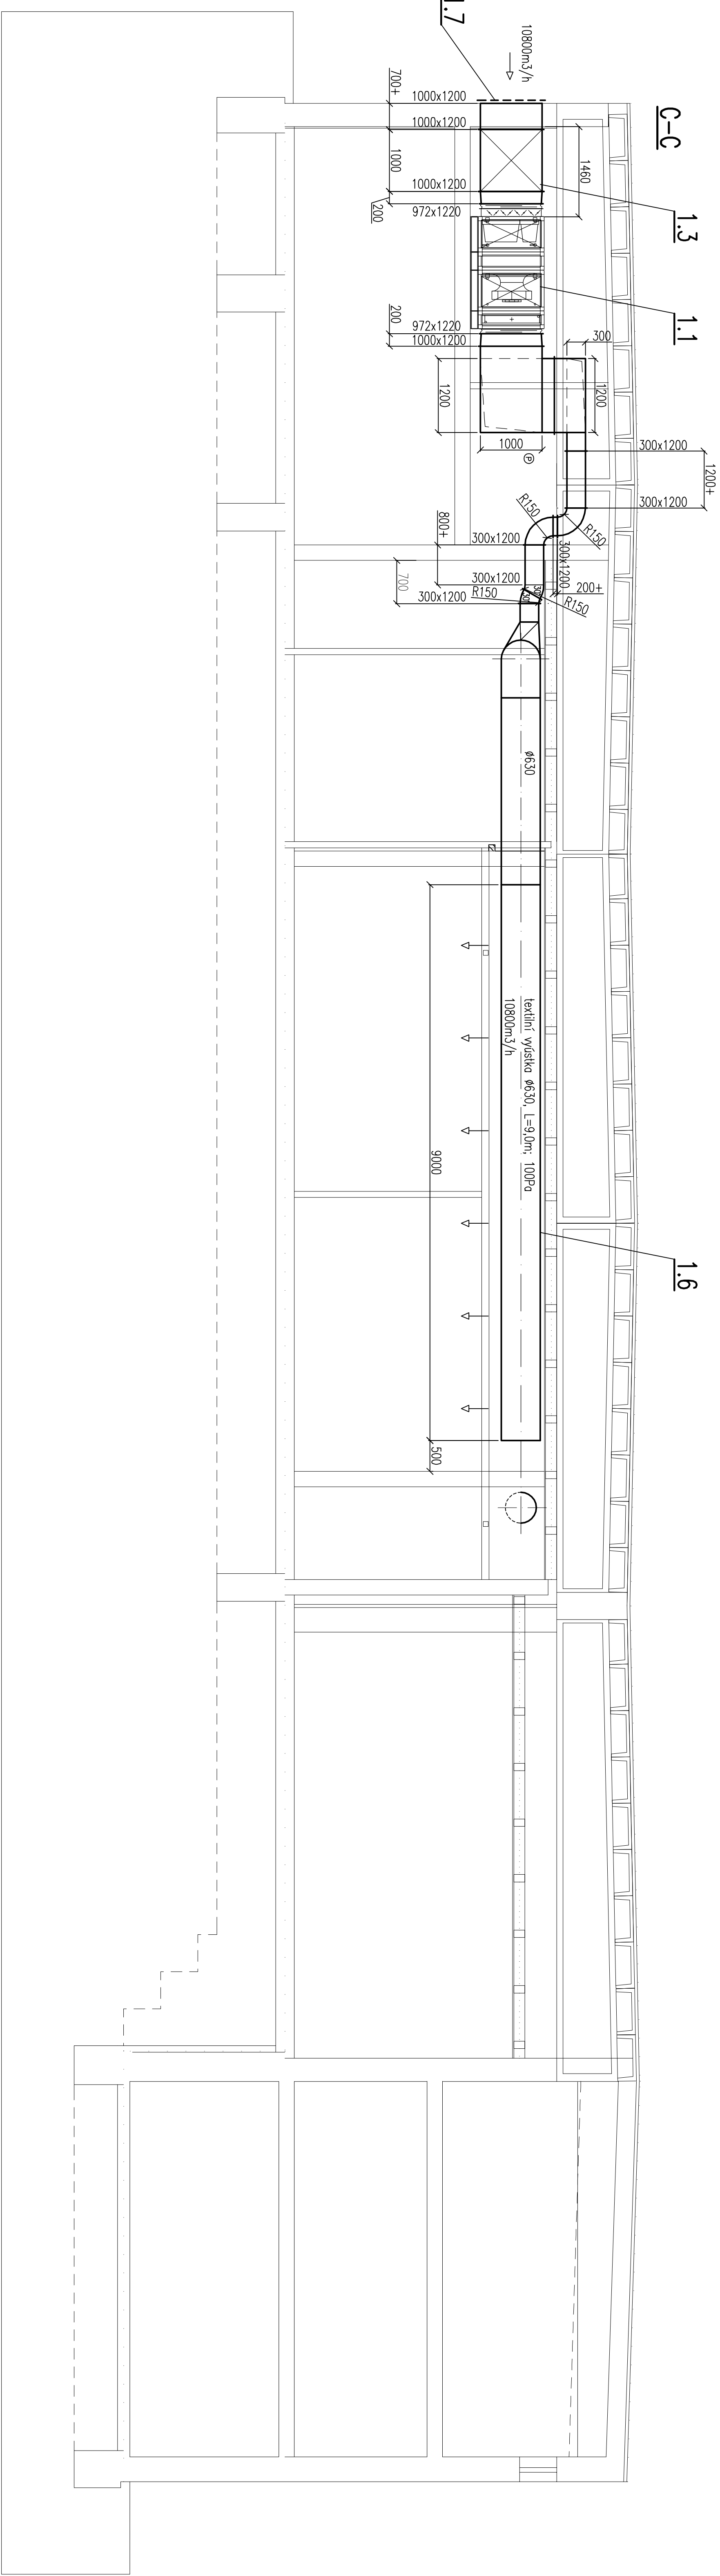 C-C
1.7
1.3
1.1
1.6
10800m3/h
700+
1000x1200
1000x1200
1000
1000x1200
200
972x1220
1460
200
972x1220
1000x1200
300
1200
1200
1000
P
300x1200
1200+
300x1200
R150
R150
300x1200
200+
800+
300x1200
300x1200
R150
R150
700
300x1200
ø630
textilní vyústka ø630, L=9,0m; 100Pa
10800m3/h
9000
500